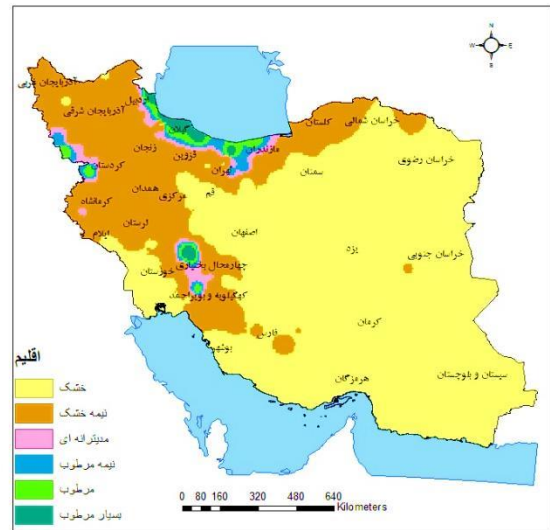 N
W E
S
آذربایجان غربی
آذربایجان شرقی
اردبیل
گیلان
گلستان
خراسان شمالی
مازندران
خراسان رضوی
زنجان
قزوین
تهران
سمنان
کردستان
همدان
مرکزی
قم
کرمانشاه
لرستان
اصفهان
ایلام
یزد
خراسان جنوبی
چهارمحال بختیاری
خوزستان
کهگیلویه و بویراحمد
کرمان
فارس
بوشهر
سیستان و بلوچستان
هرمزگان
اقلیم
خشک
نیمه خشک
مدیترانه ای
نیمه مرطوب
مرطوب
بسیار مرطوب
0 80 160 320 480 640
Kilometers